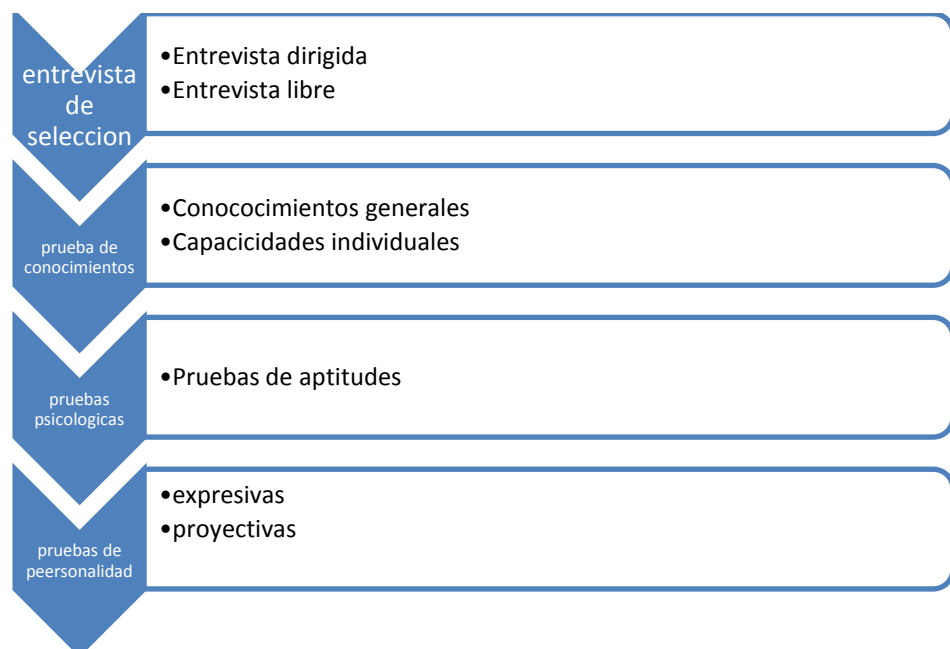 entrevista
de
seleccion
•Entrevista dirigida
•Entrevista libre
prueba de
conocimientos
•Conococimientos generales
•Capacicidades individuales
pruebas
psicologicas
•Pruebas de aptitudes
pruebas de
peersonalidad
•expresivas
•proyectivas